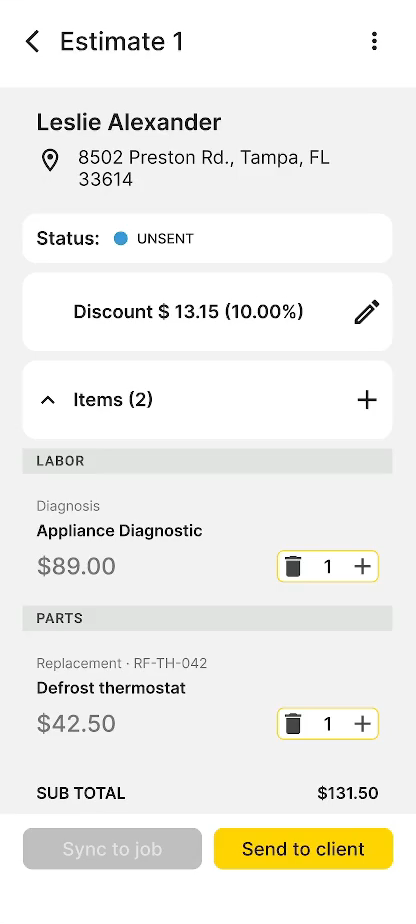 Estimate 1
Leslie Alexander
8502 Preston Rd., Tampa, FL
33614
Status: UNSENT
Discount $ 13.15 (10.00%)
Items (2)
LABOR
Diagnosis
Appliance Diagnostic
$89.00 1
PARTS
Replacement · RF-TH-042
Defrost thermostat
$42.50 1
SUB TOTAL $131.50
Sync to job Send to client